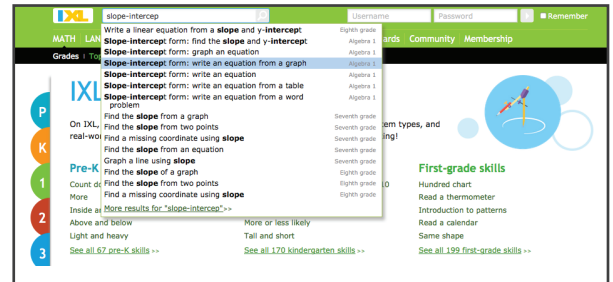 IXL slope-intercep Username Password Remember
MATH LAN ards Community Membership
Grades Top
Write a linear equation from a slope and y-intercept Eighth grade
Slope-intercept form: find the slope and y-intercept Algebra 1
Slope-intercept form: graph an equation Algebra 1
Slope-intercept form: write an equation from a graph Algebra 1
Slope-intercept form: write an equation Algebra 1
Slope-intercept form: write an equation from a table Algebra 1
Slope-intercept form: write an equation from a word Algebra 1
problem
Find the slope from a graph Seventh grade
Find the slope from two points Seventh grade
Find a missing coordinate using slope Seventh grade
Find the slope from an equation Seventh grade
Graph a line using slope Seventh grade
Find the slope of a graph Eighth grade
Find the slope from two points Eighth grade
Find a missing coordinate using slope Eighth grade
More results for "slope-intercep">>
IXL
On IXL, em types, and
real-wor ing!
P
K
1
2
3
Pre-K
Count do
More
Inside an
Above and below
Light and heavy
See all 67 pre-K skills >>
10
More or less likely
Tall and short
See all 170 kindergarten skills >>
First-grade skills
Hundred chart
Read a thermometer
Introduction to patterns
Read a calendar
Same shape
See all 199 first-grade skills >>